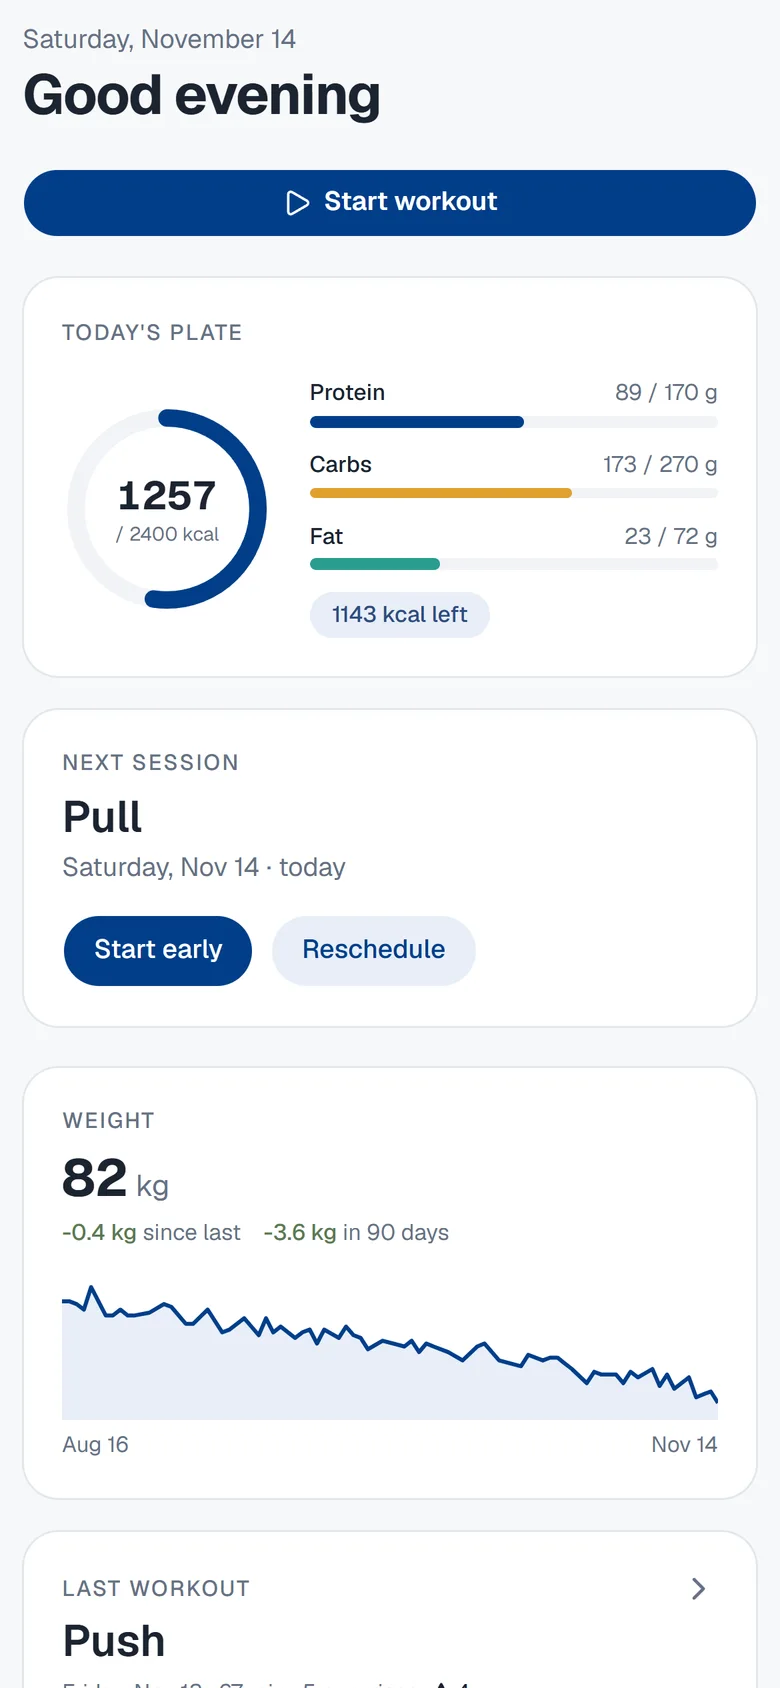 Saturday, November 14
Good evening
Start workout
TODAY'S PLATE
1257
/ 2400 kcal
Protein 89 / 170 g
Carbs 173 / 270 g
Fat 23 / 72 g
1143 kcal left
NEXT SESSION
Pull
Saturday, Nov 14 · today
Start early Reschedule
WEIGHT
82 kg
-0.4 kg since last -3.6 kg in 90 days
Aug 16 Nov 14
LAST WORKOUT
Push